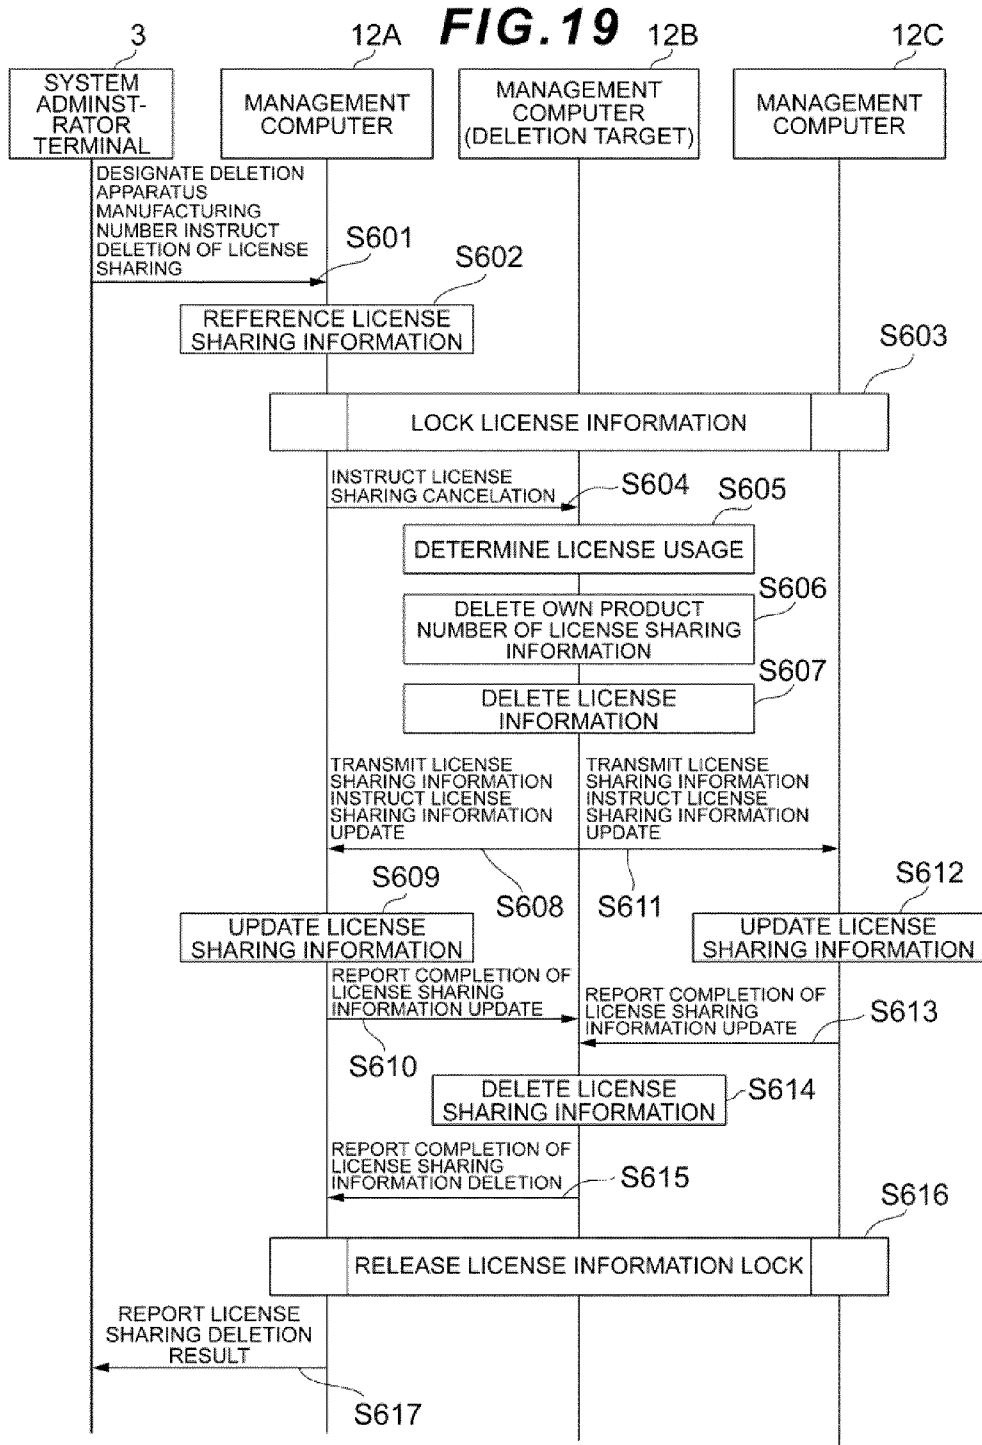 FIG.19
3
12A
12B
12C
SYSTEM
ADMINST-
RATOR
TERMINAL
MANAGEMENT
COMPUTER
MANAGEMENT
COMPUTER
(DELETION TARGET)
MANAGEMENT
COMPUTER
DESIGNATE DELETION
APPARATUS
MANUFACTURING
NUMBER INSTRUCT
DELETION OF LICENSE
SHARING
S601
S602
REFERENCE LICENSE
SHARING INFORMATION
S603
LOCK LICENSE INFORMATION
INSTRUCT LICENSE
SHARING CANCELATION
S604
S605
DETERMINE LICENSE USAGE
S606
DELETE OWN PRODUCT
NUMBER OF LICENSE SHARING
INFORMATION
S607
DELETE LICENSE
INFORMATION
TRANSMIT LICENSE
SHARING INFORMATION
INSTRUCT LICENSE
SHARING INFORMATION
UPDATE
TRANSMIT LICENSE
SHARING INFORMATION
INSTRUCT LICENSE
SHARING INFORMATION
UPDATE
S608
S611
S609
UPDATE LICENSE
SHARING INFORMATION
S612
UPDATE LICENSE
SHARING INFORMATION
REPORT COMPLETION OF
LICENSE SHARING
INFORMATION UPDATE
S610
REPORT COMPLETION OF
LICENSE SHARING
INFORMATION UPDATE
S613
DELETE LICENSE
SHARING INFORMATION
S614
REPORT COMPLETION OF
LICENSE SHARING
INFORMATION DELETION
S615
S616
RELEASE LICENSE INFORMATION LOCK
REPORT LICENSE
SHARING DELETION
RESULT
S617